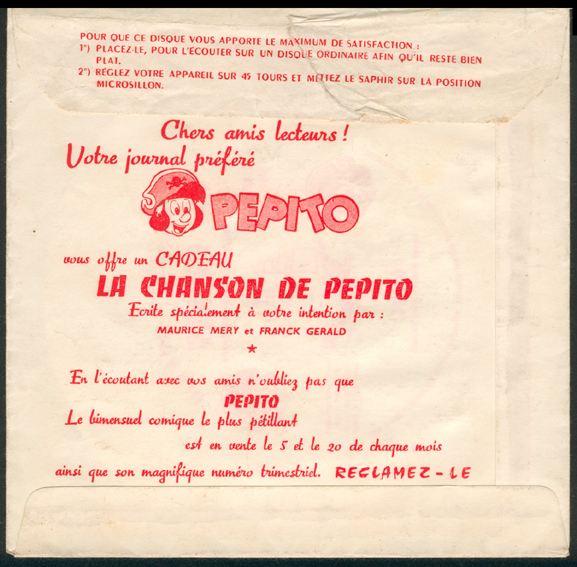 POUR QUE CE DISQUE VOUS APPORTE LE MAXIMUM DE SATISFACTION :
1°) PLACEZ-LE, POUR L'ÉCOUTER SUR UN DISQUE ORDINAIRE AFIN QU'IL RESTE BIEN
PLAT.
2°) RÉGLEZ VOTRE APPAREIL SUR 45 TOURS ET METTEZ LE SAPHIR SUR LA POSITION
MICROSILLON.
Chers amis lecteurs !
Votre journal préféré
PEPITO
vous offre un CADEAU
LA CHANSON DE PEPITO
Ecrite spécialement à votre intention par :
MAURICE MERY et FRANCK GERALD
En l'écoutant avec vos amis n'oubliez pas que
PEPITO
Le bimensuel comique le plus pétillant
est en vente le 5 et le 20 de chaque mois
ainsi que son magnifique numéro trimestriel. RECLAMEZ-LE